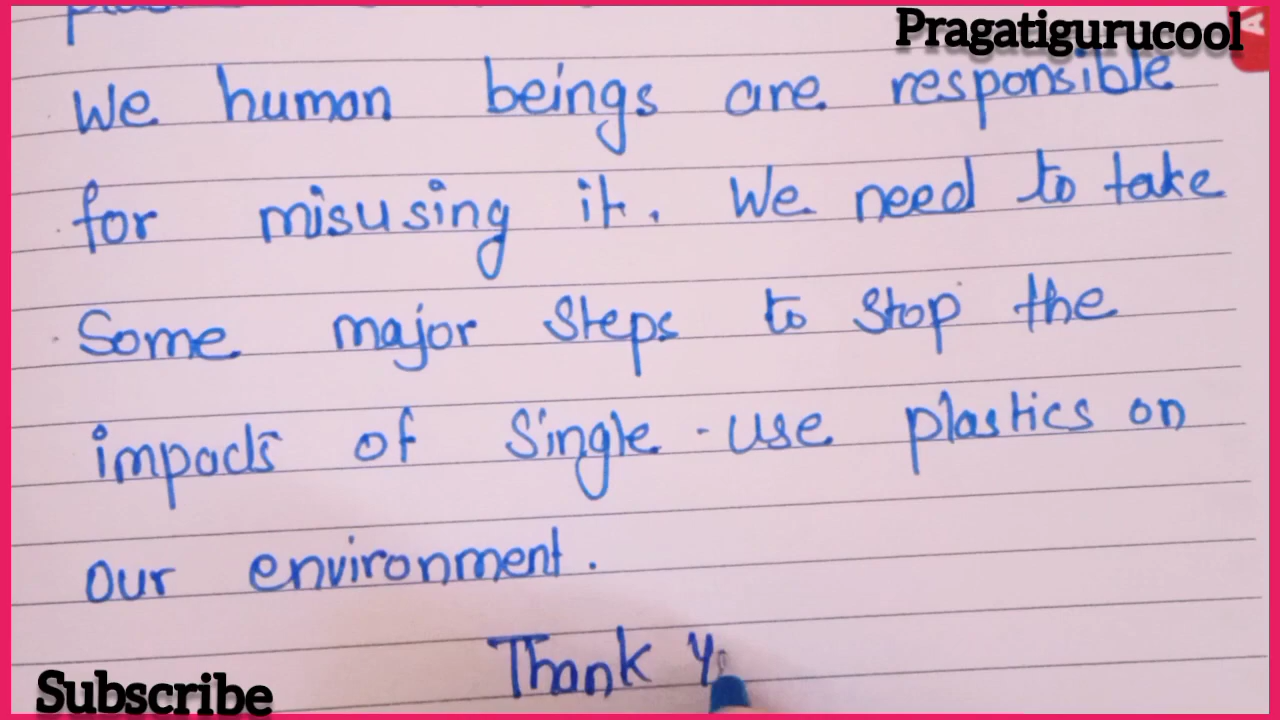 Pragatigurucool
We human beings are responsible
for misusing it. We need to take
Some major steps to stop the
impacts of Single-use plastics on
our environment.
Thank Y
Subscribe